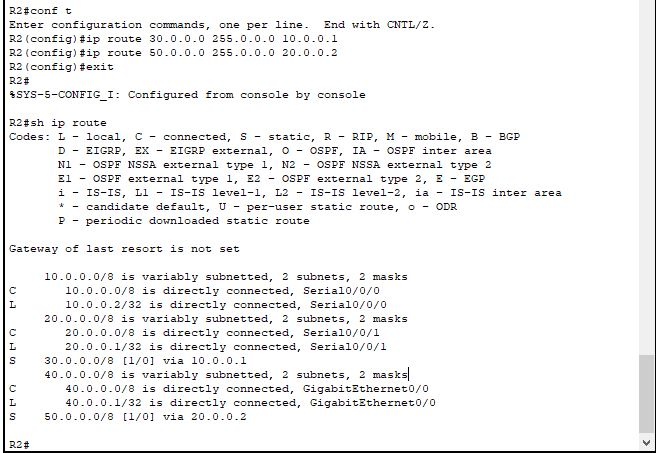 R2#conf t
Enter configuration commands, one per line.  End with CNTL/Z.
R2(config)#ip route 30.0.0.0 255.0.0.0 10.0.0.1
R2(config)#ip route 50.0.0.0 255.0.0.0 20.0.0.2
R2(config)#exit
R2#
%SYS-5-CONFIG_I: Configured from console by console

R2#sh ip route
Codes: L - local, C - connected, S - static, R - RIP, M - mobile, B - BGP
       D - EIGRP, EX - EIGRP external, O - OSPF, IA - OSPF inter area
       N1 - OSPF NSSA external type 1, N2 - OSPF NSSA external type 2
       E1 - OSPF external type 1, E2 - OSPF external type 2, E - EGP
       i - IS-IS, L1 - IS-IS level-1, L2 - IS-IS level-2, ia - IS-IS inter area
       * - candidate default, U - per-user static route, o - ODR
       P - periodic downloaded static route

Gateway of last resort is not set

     10.0.0.0/8 is variably subnetted, 2 subnets, 2 masks
C       10.0.0.0/8 is directly connected, Serial0/0/0
L       10.0.0.2/32 is directly connected, Serial0/0/0
     20.0.0.0/8 is variably subnetted, 2 subnets, 2 masks
C       20.0.0.0/8 is directly connected, Serial0/0/1
L       20.0.0.1/32 is directly connected, Serial0/0/1
S    30.0.0.0/8 [1/0] via 10.0.0.1
     40.0.0.0/8 is variably subnetted, 2 subnets, 2 masks
C       40.0.0.0/8 is directly connected, GigabitEthernet0/0
L       40.0.0.1/32 is directly connected, GigabitEthernet0/0
S    50.0.0.0/8 [1/0] via 20.0.0.2

R2#